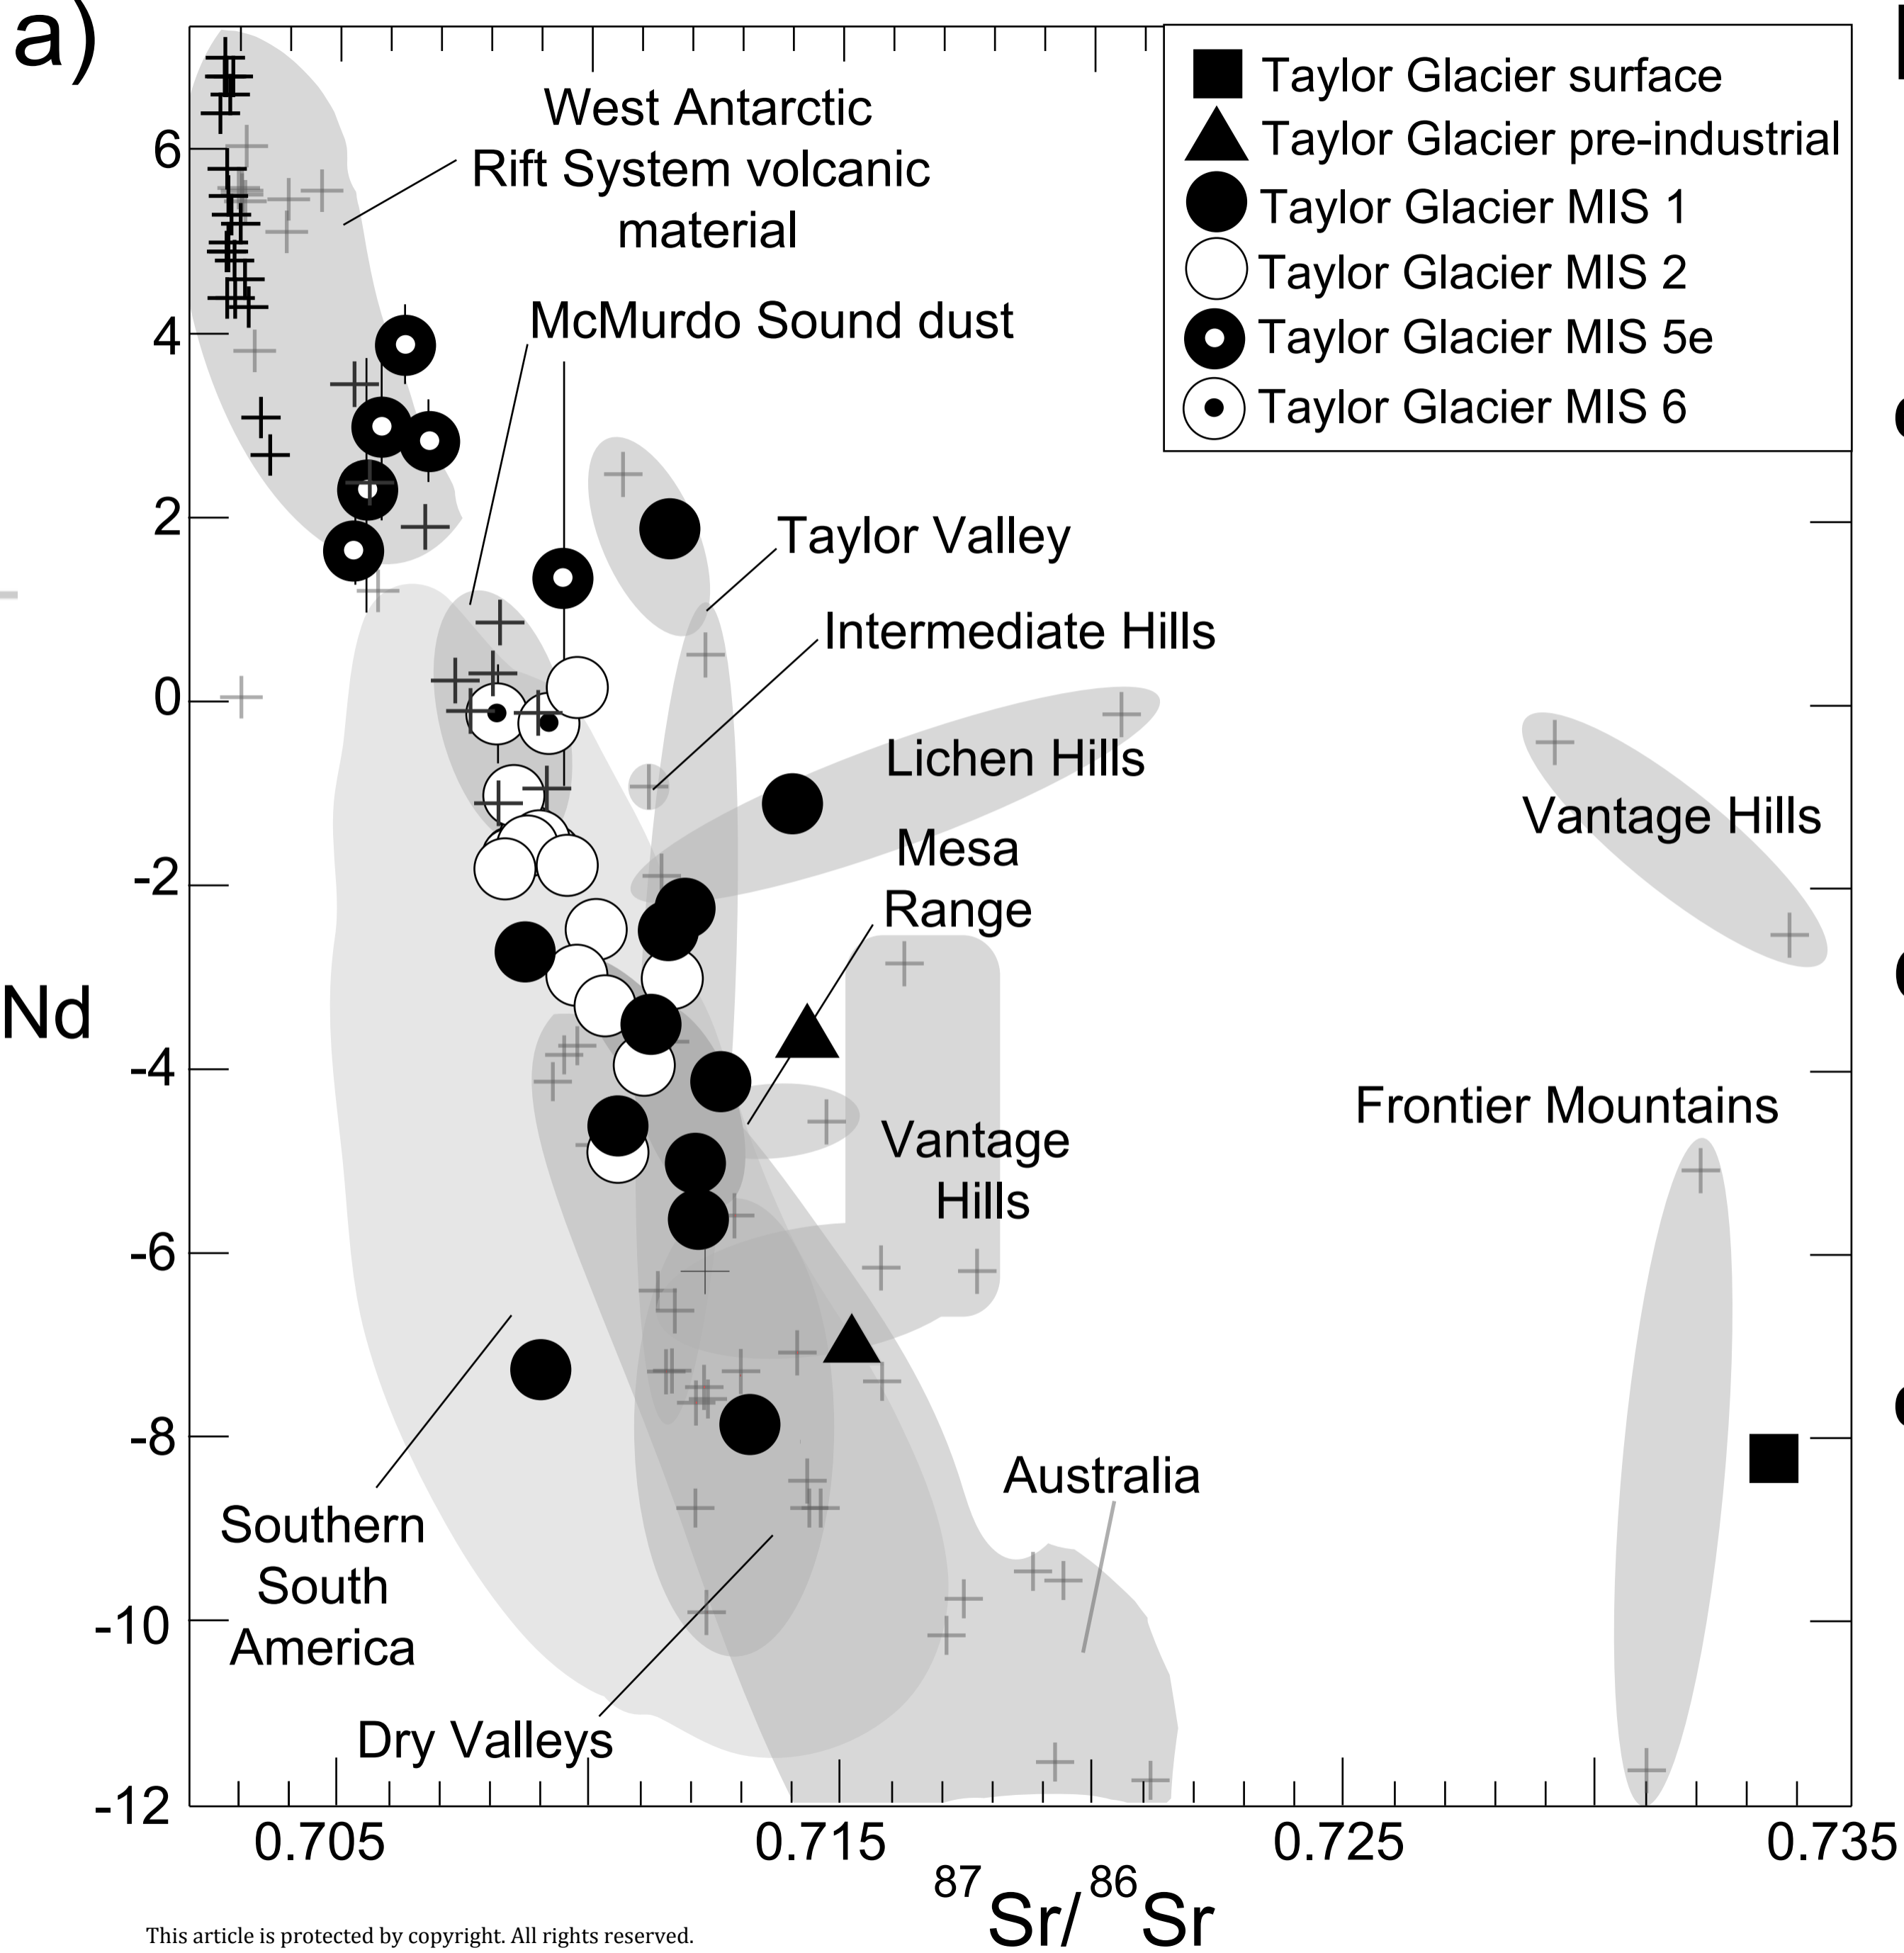 a)
West Antarctic
Rift System volcanic
material
McMurdo Sound dust
Taylor Glacier surface
Taylor Glacier pre-industrial
Taylor Glacier MIS 1
Taylor Glacier MIS 2
Taylor Glacier MIS 5e
Taylor Glacier MIS 6
Taylor Valley
Intermediate Hills
Lichen Hills
Mesa
Range
Vantage Hills
Vantage
Hills
Frontier Mountains
Australia
Southern
South
America
Dry Valleys
6
4
2
0
-2
Nd
-4
-6
-8
-10
-12
0.705
0.715
0.725
0.735
87Sr/86Sr
This article is protected by copyright. All rights reserved.